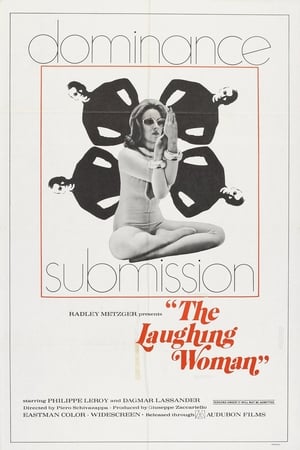 dominance
submission
RADLEY METZGER presents
"The
Laughing
Woman"
starring PHILIPPE LEROY and DAGMAR LASSANDER
Directed by Piero Schivazappa · Produced by Giuseppe Zaccariello
EASTMAN COLOR · WIDESCREEN · Released through AUDUBON FILMS